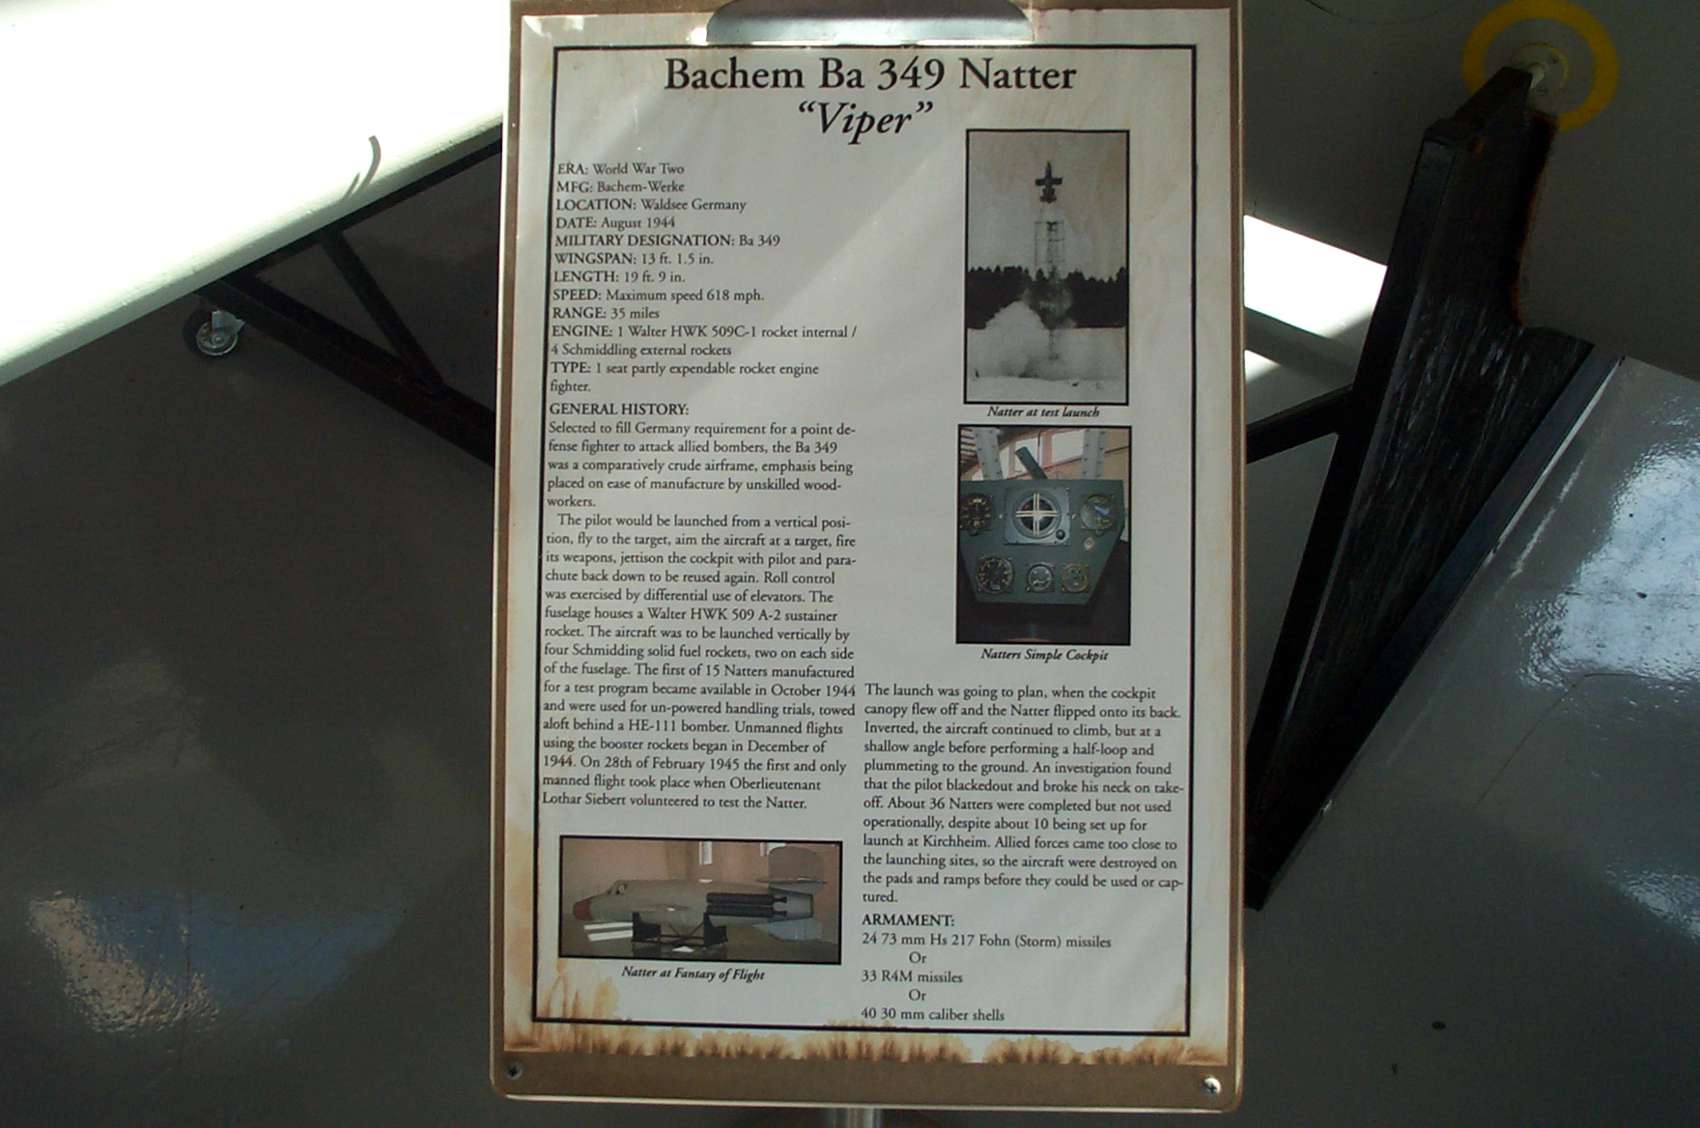 Bachem Ba 349 Natter
“Viper”
ERA: World War Two
MFG: Bachem-Werke
LOCATION: Waldsee Germany
DATE: August 1944
MILITARY DESIGNATION: Ba 349
WINGSPAN: 13 ft. 1.5 in.
LENGTH: 19 ft. 9 in.
SPEED: Maximum speed 618 mph.
RANGE: 35 miles
ENGINE: 1 Walter HWK 509C-1 rocket internal /
4 Schmiddling external rockets
TYPE: 1 seat partly expendable rocket engine
fighter.
GENERAL HISTORY:
Selected to fill Germany requirement for a point de-
fense fighter to attack allied bombers, the Ba 349
was a comparatively crude airframe, emphasis being
placed on ease of manufacture by unskilled wood-
workers.
The pilot would be launched from a vertical posi-
tion, fly to the target, aim the aircraft at a target, fire
its weapons, jettison the cockpit with pilot and para-
chute back down to be reused again. Roll control
was exercised by differential use of elevators. The
fuselage houses a Walter HWK 509 A-2 sustainer
rocket. The aircraft was to be launched vertically by
four Schmidding solid fuel rockets, two on each side
of the fuselage. The first of 15 Natters manufactured
for a test program became available in October 1944
and were used for un-powered handling trials, towed
aloft behind a HE-111 bomber. Unmanned flights
using the booster rockets began in December of
1944. On 28th of February 1945 the first and only
manned flight took place when Oberlieutenant
Lothar Siebert volunteered to test the Natter.
Natter at Fantasy of Flight
Natter at test launch
Natters Simple Cockpit
The launch was going to plan, when the cockpit
canopy flew off and the Natter flipped onto its back.
Inverred, the aircraft continued to climb, but at a
shallow angle before performing a half-loop and
plummeting to the ground. An investigation found
that the pilot blackedout and broke his neck on take-
off. About 36 Natters were completed but not used
operationally, despite about 10 being set up for
launch at Kirchheim. Allied forces came too close to
the launching sites, so the aircraft were destroyed on
the pads and ramps before they could be used or cap-
tured.
ARMAMENT:
24 73 mm Hs 217 Fohn (Storm) missiles
Or
33 R4M missiles
Or
40 30 mm caliber shells